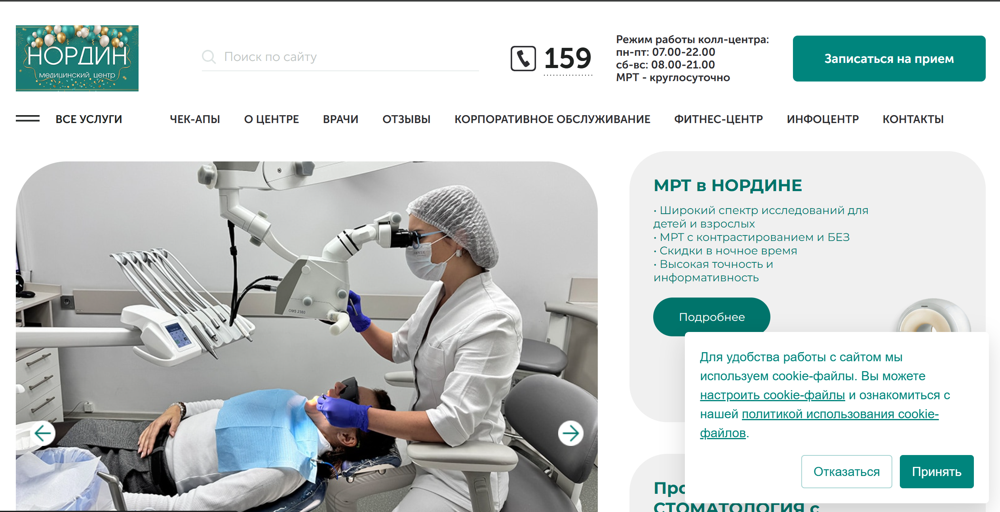 НОРДИН
медицинский центр
Поиск по сайту
159
Режим работы колл-центра:
пн-пт: 07.00-22.00
сб-вс: 08.00-21.00
МРТ - круглосуточно
Записаться на прием
ВСЕ УСЛУГИ
ЧЕК-АПЫ
О ЦЕНТРЕ
ВРАЧИ
ОТЗЫВЫ
КОРПОРАТИВНОЕ ОБСЛУЖИВАНИЕ
ФИТНЕС-ЦЕНТР
ИНФОЦЕНТР
КОНТАКТЫ
OMS 2380
МРТ в НОРДИНЕ
• Широкий спектр исследований для
детей и взрослых
• МРТ с контрастированием и БЕЗ
• Скидки в ночное время
• Высокая точность и
информативность
Подробнее
PHILIPS
Для удобства работы с сайтом мы
используем cookie-файлы. Вы можете
настроить cookie-файлы и ознакомиться с
нашей политикой использования cookie-
файлов.
Отказаться
Принять
СТОМАТОЛОГИЯ с